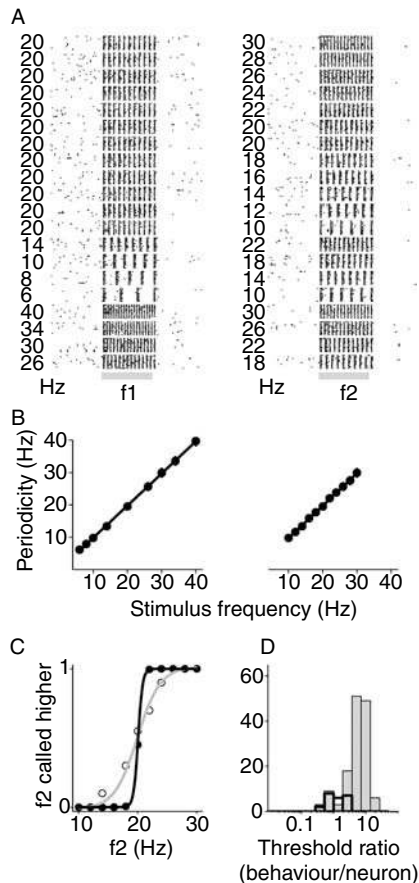 A
20 30
20 28
20 26
20 24
20 22
20 20
20 20
20 18
20 16
20 14
20 12
20 10
14 22
10 18
8 14
6 10
40 30
34 26
30 22
26 18
Hz f1 Hz f2
B
Periodicity (Hz)
40
30
20
10
10 20 30 40 10 20 30 40
Stimulus frequency (Hz)
C
f2 called higher
1
0
10 20 30
f2 (Hz)
D
60
40
20
0
0.1 1 10
Threshold ratio
(behaviour/neuron)